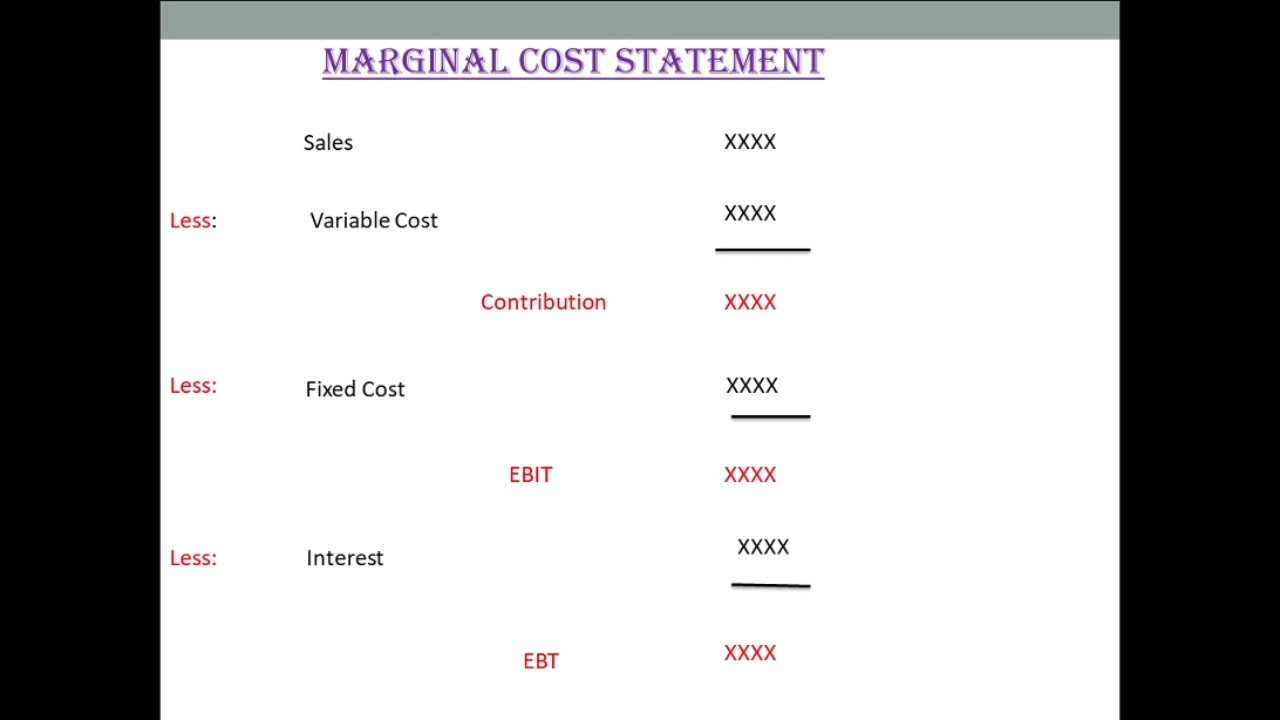 MARGINAL COST STATEMENT
Sales XXXX
Less: Variable Cost XXXX
Contribution XXXX
Less: Fixed Cost XXXX
EBIT XXXX
Less: Interest XXXX
EBT XXXX